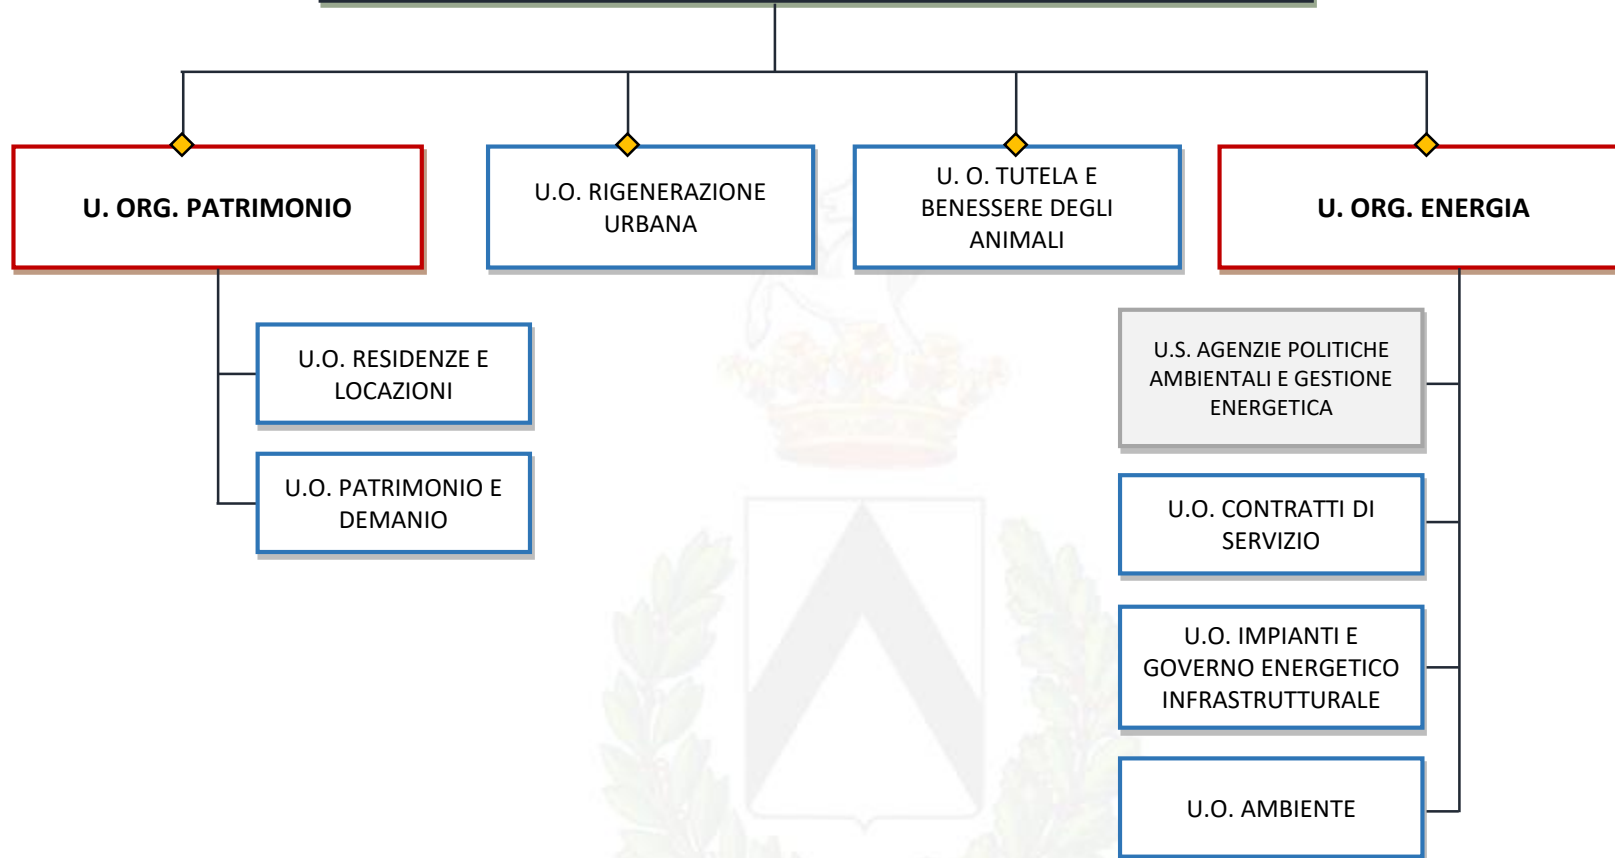 U. ORG. PATRIMONIO
U.O. RIGENERAZIONE
URBANA
U. O. TUTELA E
BENESSERE DEGLI
ANIMALI
U. ORG. ENERGIA
U.O. RESIDENZE E
LOCAZIONI
U.O. PATRIMONIO E
DEMANIO
U.S. AGENZIE POLITICHE
AMBIENTALI E GESTIONE
ENERGETICA
U.O. CONTRATTI DI
SERVIZIO
U.O. IMPIANTI E
GOVERNO ENERGETICO
INFRASTRUTTURALE
U.O. AMBIENTE